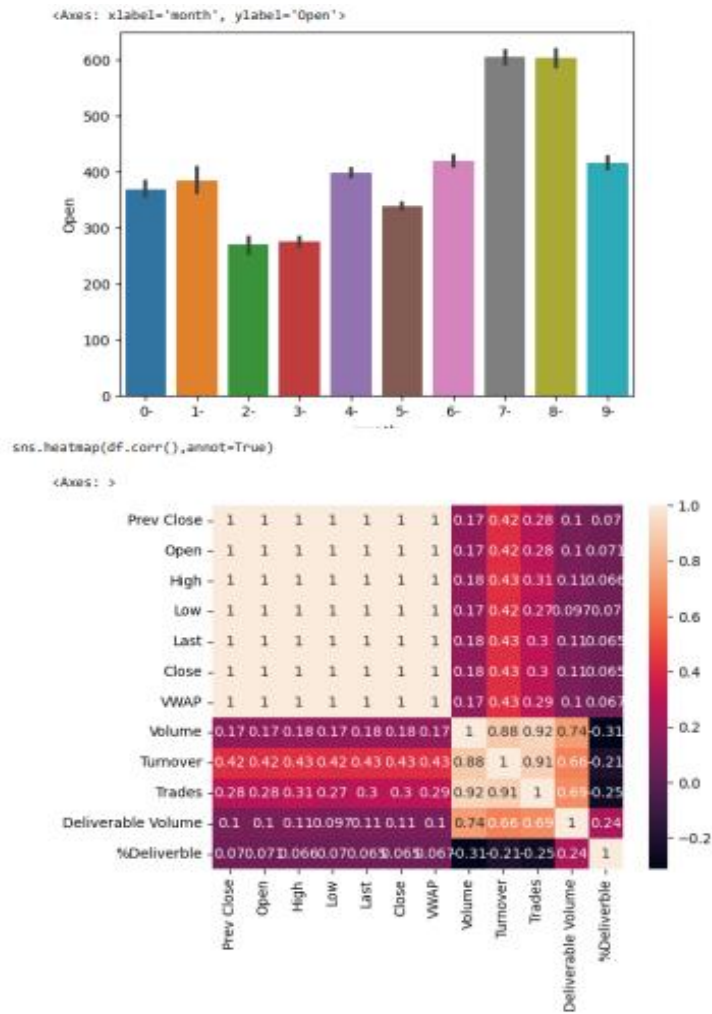 <Axes: xlabel='month', ylabel='Open'>
600
500
400
300
200
100
0
Open
0- 1- 2- 3- 4- 5- 6- 7- 8- 9-
sns.heatmap(df.corr(),annot=True)
<Axes: >
Prev Close 1 1 1 1 1 1 1 0.17 0.42 0.28 0.1 0.07
Open 1 1 1 1 1 1 1 0.17 0.42 0.28 0.1 0.071
High 1 1 1 1 1 1 1 0.18 0.43 0.31 0.11 0.066
Low 1 1 1 1 1 1 1 0.17 0.42 0.27 0.097 0.07
Last 1 1 1 1 1 1 1 0.18 0.43 0.3 0.11 0.065
Close 1 1 1 1 1 1 1 0.18 0.43 0.3 0.11 0.065
VWAP 1 1 1 1 1 1 1 0.17 0.43 0.29 0.1 0.067
Volume 0.17 0.17 0.18 0.17 0.18 0.18 0.17 1 0.88 0.92 0.74 -0.31
Turnover 0.42 0.42 0.43 0.42 0.43 0.43 0.43 0.88 1 0.91 0.66 -0.21
Trades 0.28 0.28 0.31 0.27 0.3 0.3 0.29 0.92 0.91 1 0.69 -0.25
Deliverable Volume 0.1 0.1 0.11 0.097 0.11 0.11 0.1 0.74 0.66 0.69 1 0.24
%Deliverble 0.07 0.071 0.066 0.07 0.065 0.065 0.067 -0.31 -0.21 -0.25 0.24 1
Prev Close Open High Low Last Close VWAP Volume Turnover Trades Deliverable Volume %Deliverble
1.0
0.8
0.6
0.4
0.2
0.0
−0.2